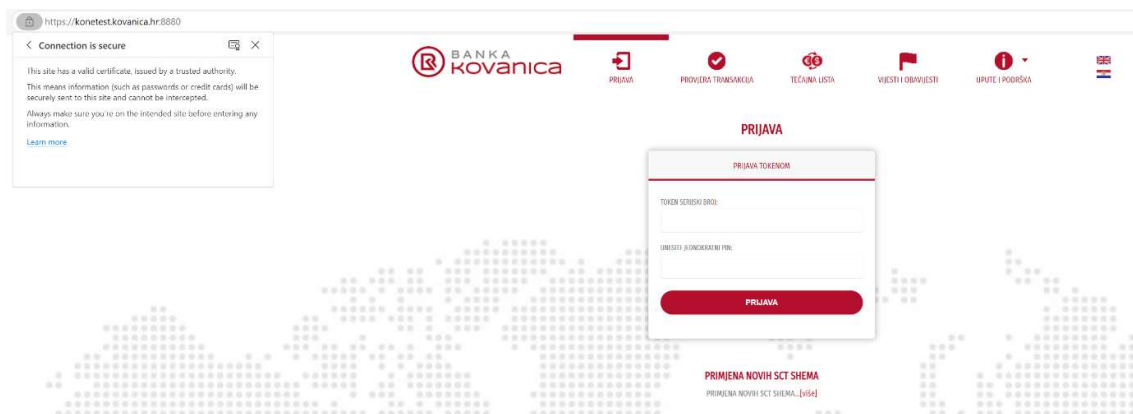 https://konetest.kovanica.hr:8880
Connection is secure
This site has a valid certificate, issued by a trusted authority.
This means information (such as passwords or credit cards) will be
securely sent to this site and cannot be intercepted.
Always make sure you're on the intended site before entering any
information.
Learn more
BANKA
kovanica
PRIJAVA
PROVJERA TRANSAKCIJA
TEČAJNA LISTA
VIJESTI I OBAVIJESTI
UPUTE I PODRŠKA
PRIJAVA
PRIJAVA TOKENOM
TOKEN SERIJSKI BROJ:
UNESITE JEDNOKRATNI PIN:
PRIJAVA
PRIMJENA NOVIH SCT SHEMA
PRIMJENA NOVIH SCT SHEMA...[više]